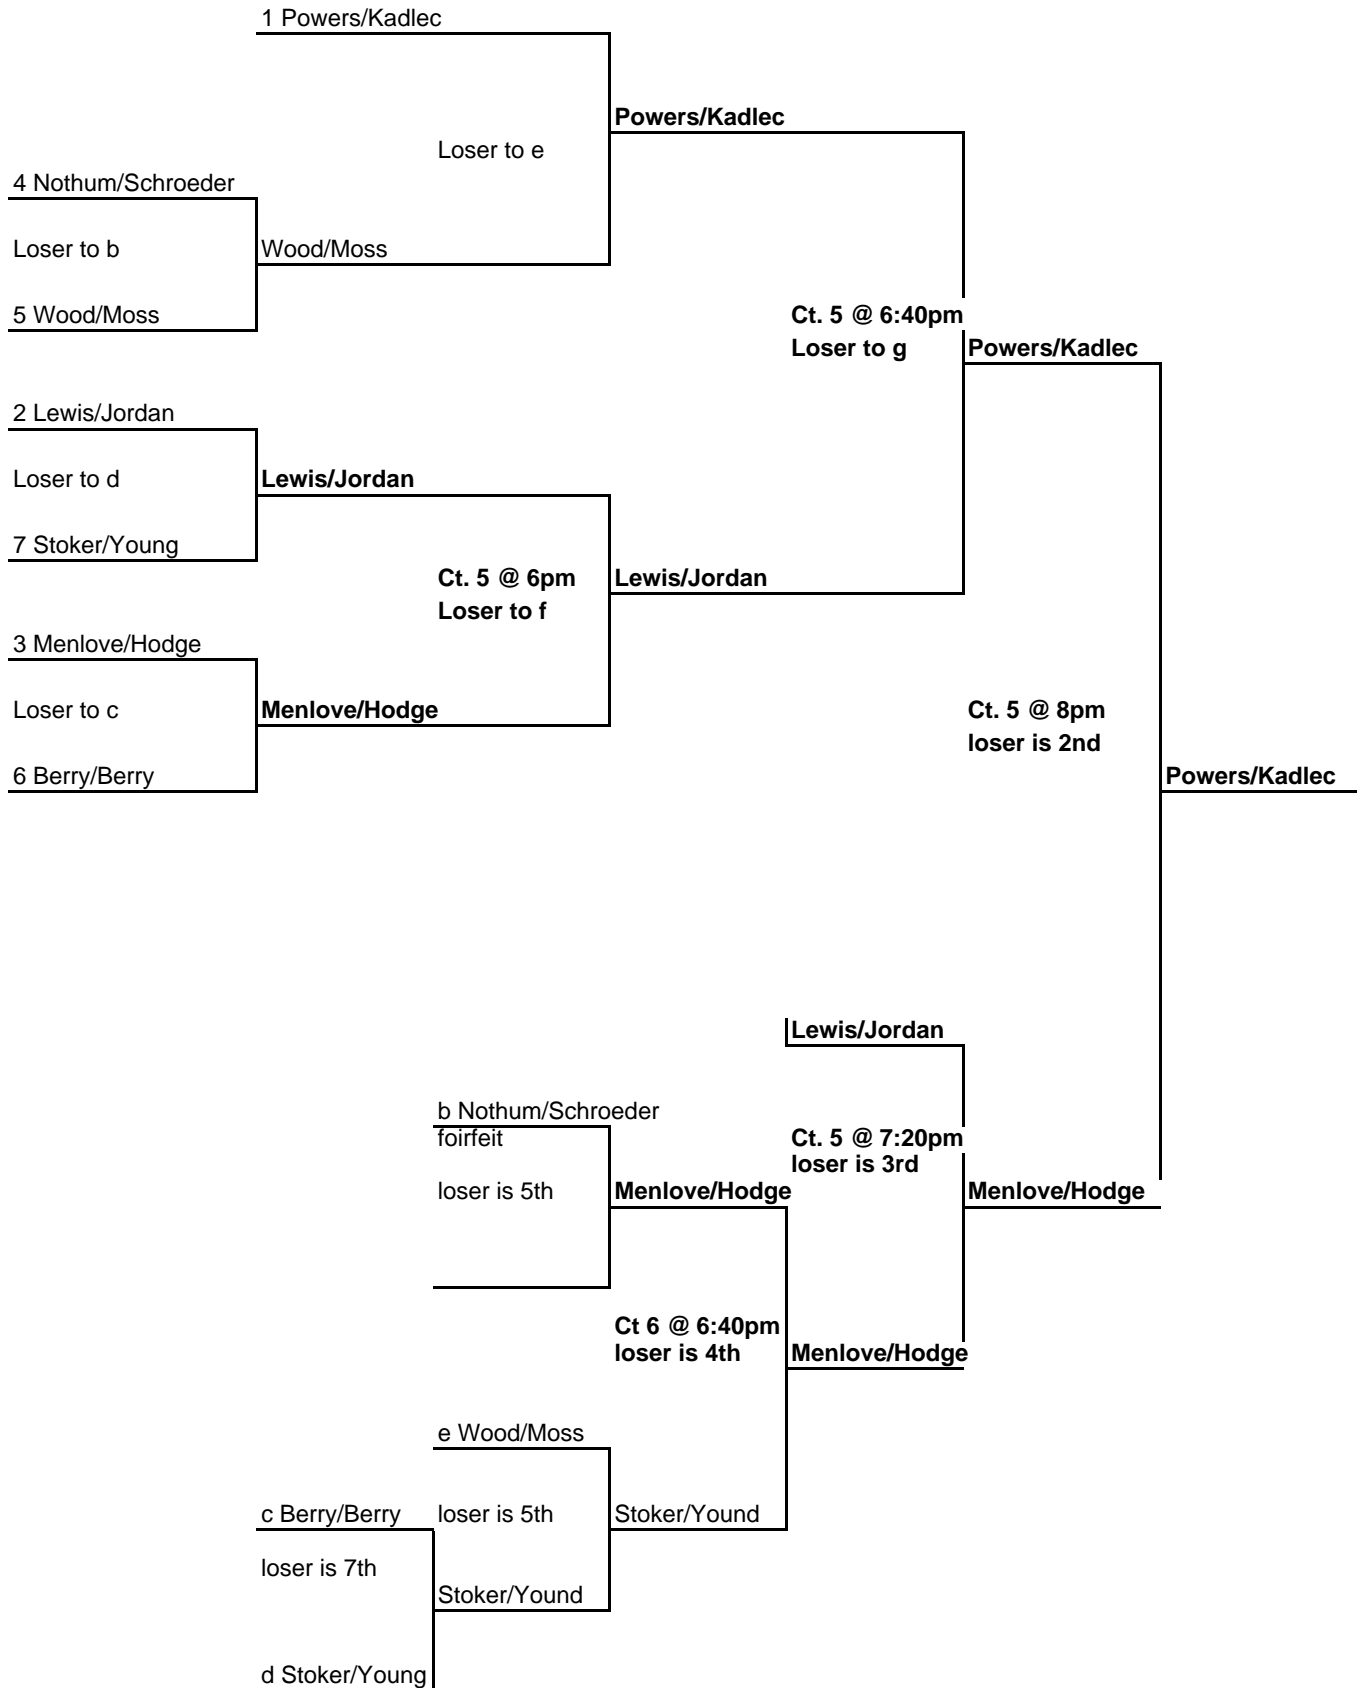 1 Powers/Kadlec
Powers/Kadlec
Loser to e
4 Nothum/Schroeder
Loser to b
Wood/Moss
5 Wood/Moss
Ct. 5 @ 6:40pm
Loser to g
Powers/Kadlec
2 Lewis/Jordan
Loser to d
Lewis/Jordan
7 Stoker/Young
Ct. 5 @ 6pm
Loser to f
Lewis/Jordan
3 Menlove/Hodge
Loser to c
Menlove/Hodge
6 Berry/Berry
Ct. 5 @ 8pm
loser is 2nd
Powers/Kadlec
Lewis/Jordan
b Nothum/Schroeder
foirfeit
loser is 5th
Ct. 5 @ 7:20pm
loser is 3rd
Menlove/Hodge
Menlove/Hodge
Ct 6 @ 6:40pm
loser is 4th
Menlove/Hodge
e Wood/Moss
c Berry/Berry
loser is 5th
Stoker/Yound
loser is 7th
Stoker/Yound
d Stoker/Young